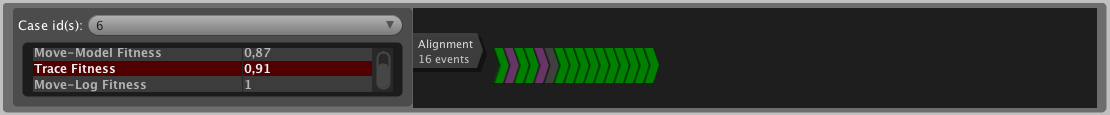 Case id(s): 6
Move-Model Fitness 0,87
Trace Fitness 0,91
Move-Log Fitness 1
Alignment
16 events